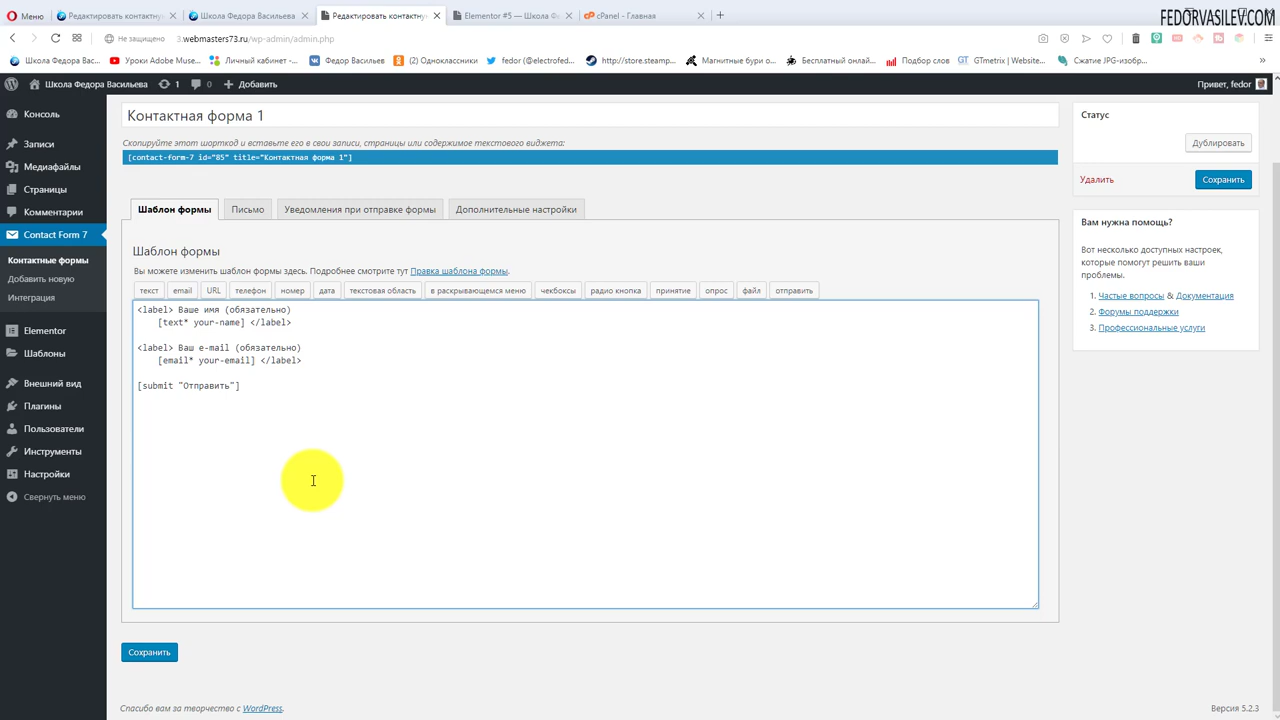 FEDORVASILEV.COM
Меню
Редактировать контактну
Школа Федора Васильева
Редактировать контактну
Elementor #5 — Школа Ф
cPanel - Главная
Не защищено
3.webmasters73.ru/wp-admin/admin.php
Школа Федора Вас...
Уроки Adobe Muse...
Личный кабинет -...
Федор Васильев
(2) Одноклассники
fedor (@electrofed...
http://store.steamp...
Магнитные бури о...
Бесплатный онлай...
Подбор слов
GTmetrix | Website...
Сжатие JPG-изобр...
Школа Федора Васильева
1
0
Добавить
Привет, fedor
Консоль
Записи
Медиафайлы
Страницы
Комментарии
Contact Form 7
Контактные формы
Добавить новую
Интеграция
Elementor
Шаблоны
Внешний вид
Плагины
Пользователи
Инструменты
Настройки
Свернуть меню
Контактная форма 1
Скопируйте этот шорткод и вставьте его в свои записи, страницы или содержимое текстового виджета:
[contact-form-7 id="85" title="Контактная форма 1"]
Шаблон формы
Письмо
Уведомления при отправке формы
Дополнительные настройки
Шаблон формы
Вы можете изменить шаблон формы здесь. Подробнее смотрите тут Правка шаблона формы.
текст
email
URL
телефон
номер
дата
текстовая область
в раскрывающемся меню
чекбоксы
радио кнопка
принятие
опрос
файл
отправить
<label> Ваше имя (обязательно)
[text* your-name] </label>
<label> Ваш e-mail (обязательно)
[email* your-email] </label>
[submit "Отправить"]
Сохранить
Статус
Дублировать
Удалить
Сохранить
Вам нужна помощь?
Вот несколько доступных настроек,
которые помогут решить ваши
проблемы.
1. Частые вопросы & Документация
2. Форумы поддержки
3. Профессиональные услуги
Спасибо вам за творчество с WordPress.
Версия 5.2.3